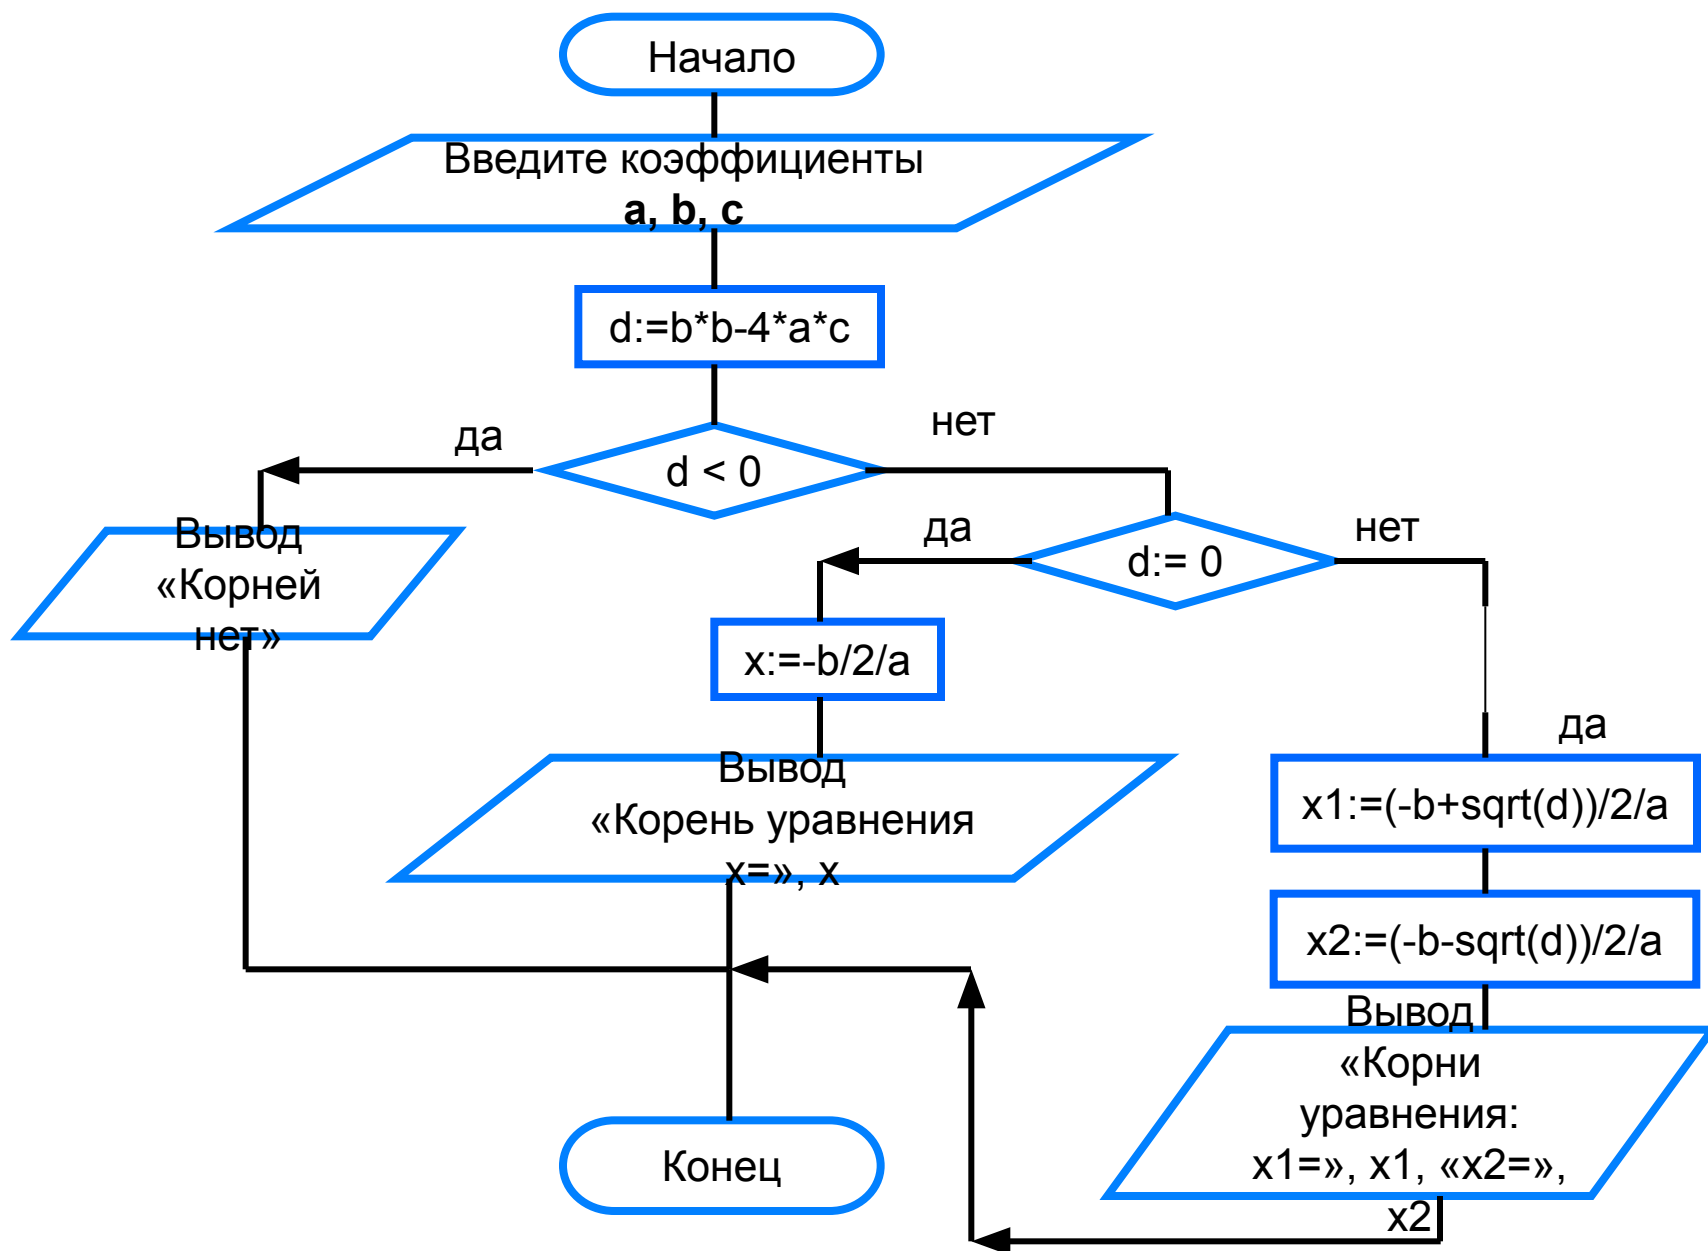 Начало
Введите коэффициенты
a, b, c
d:=b*b-4*a*c
да
нет
d < 0
Вывод
«Корней
нет»
да
нет
d:= 0
x:=-b/2/a
Вывод
«Корень уравнения
x=», x
да
x1:=(-b+sqrt(d))/2/a
x2:=(-b-sqrt(d))/2/a
Вывод
«Корни
уравнения:
x1=», x1, «x2=»,
x2
Конец